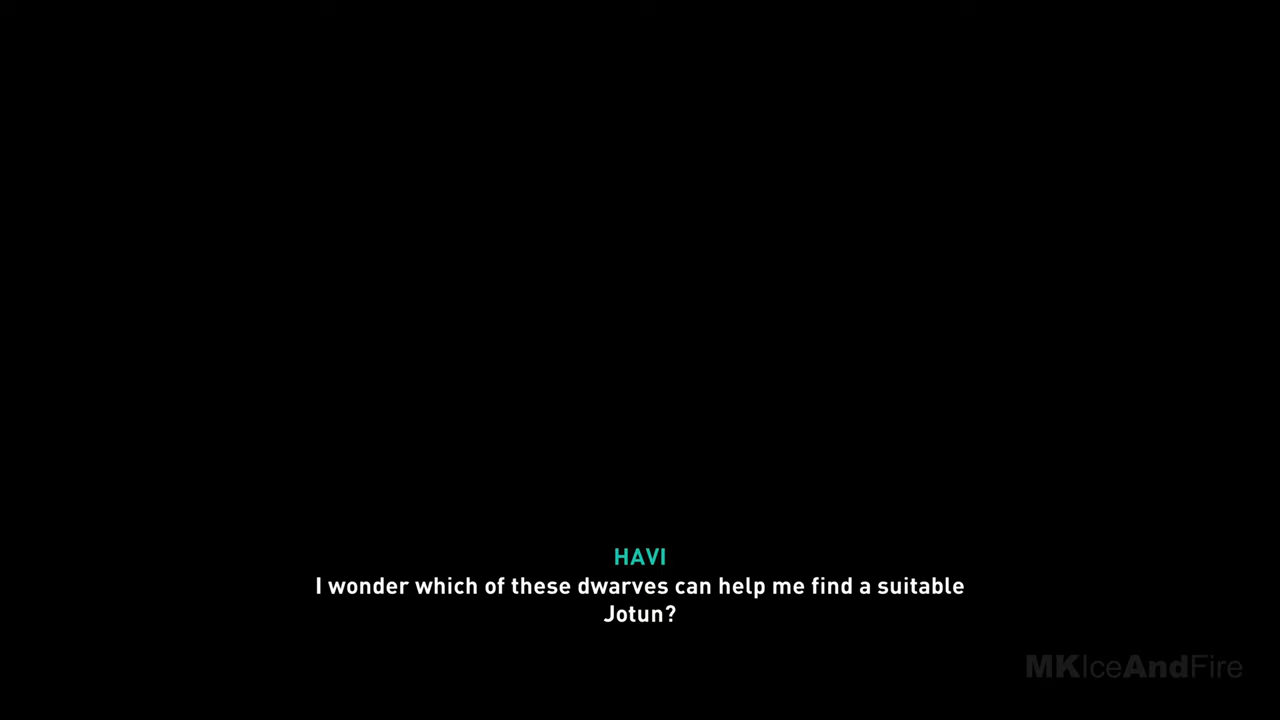 HAVI
I wonder which of these dwarves can help me find a suitable
Jotun?
MKIceAndFire